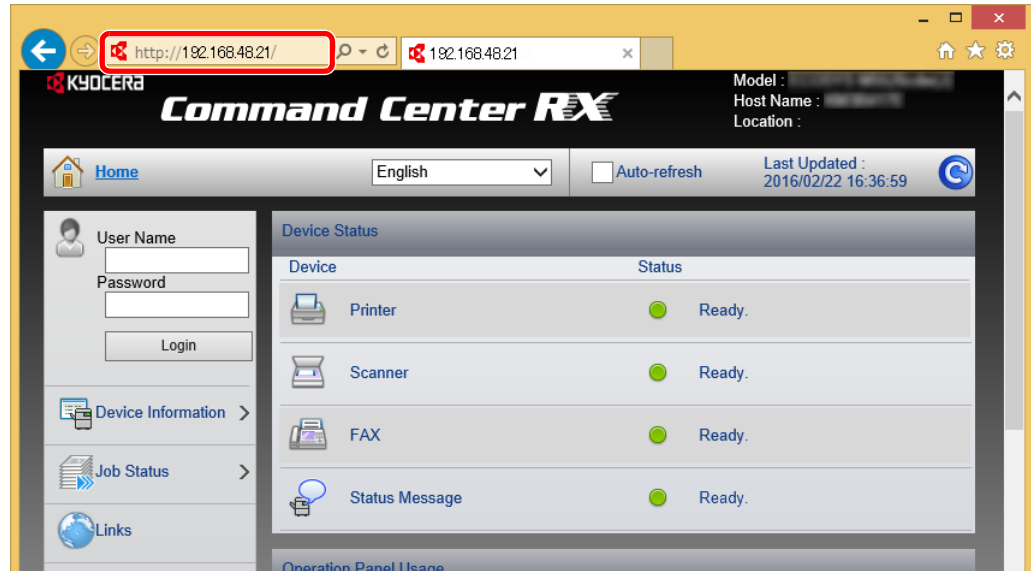 http://192.168.48.21/
192.168.48.21
KYOCERA
Command Center RX
Model :
Host Name :
Location :
Home
English
Auto-refresh
Last Updated :
2016/02/22 16:36:59
User Name
Password
Login
Device Information
Job Status
Links
Device Status
Device Status
Printer Ready.
Scanner Ready.
FAX Ready.
Status Message Ready.
Operation Panel Usage